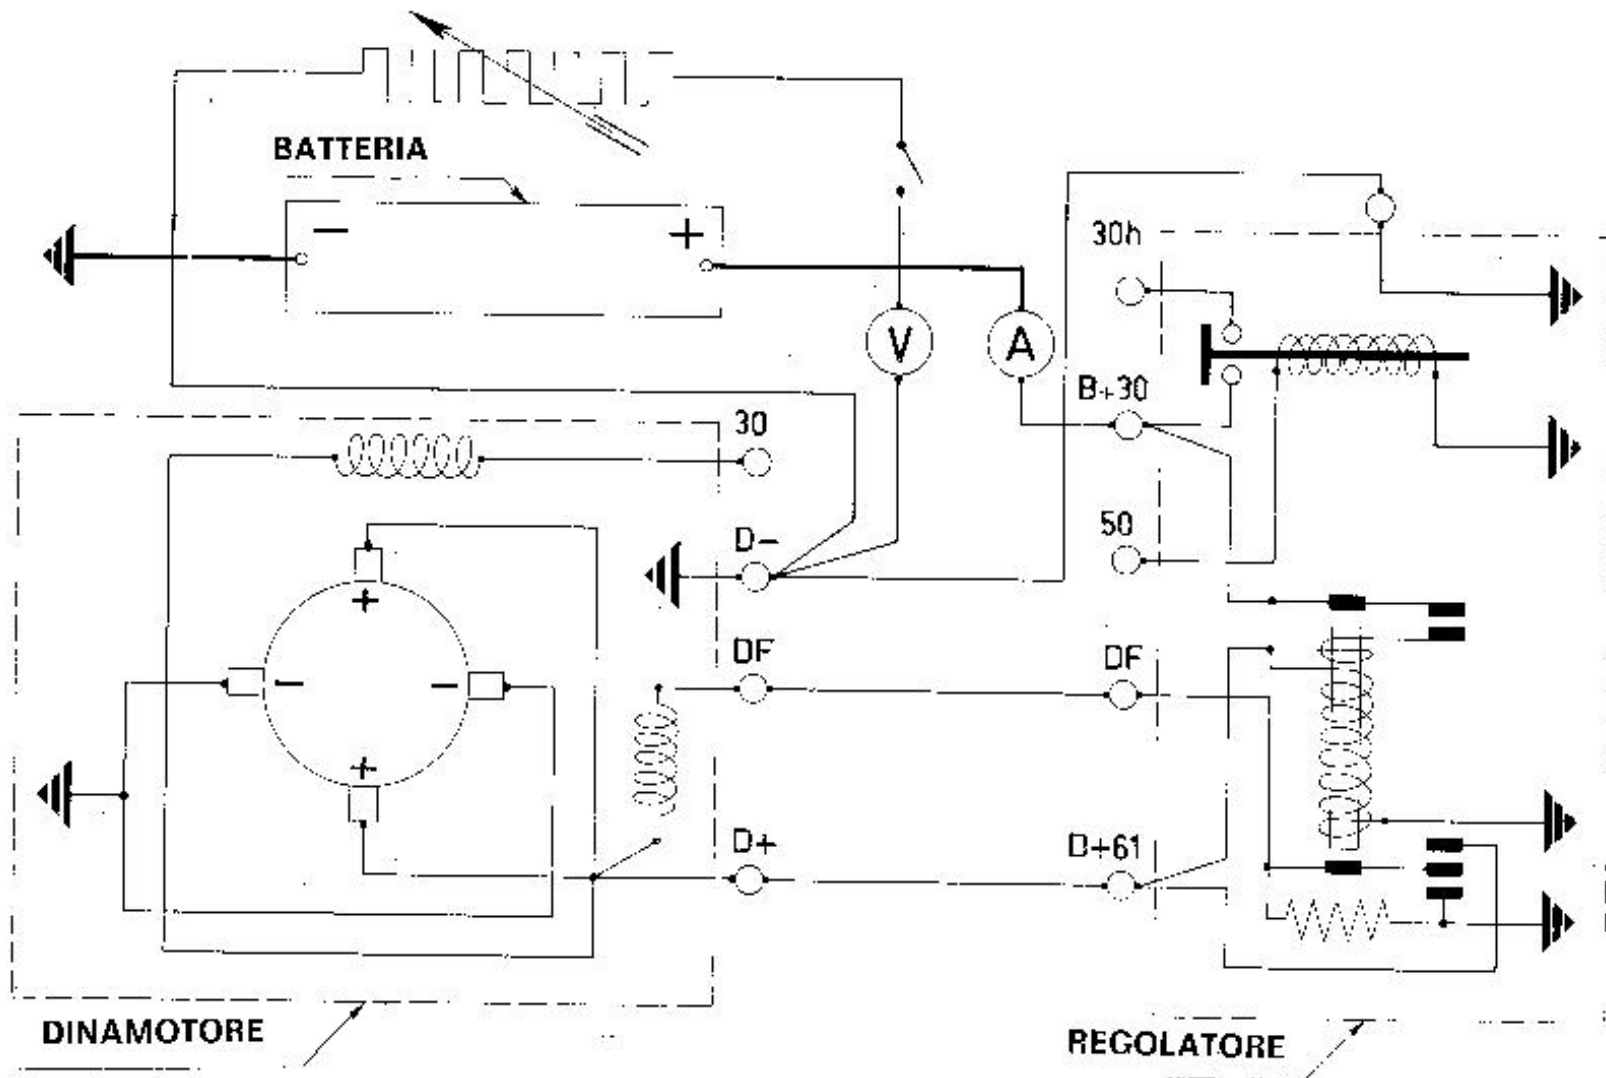 BATTERIA
− +
30h
V A
B+30
30
50
D−
+
DF DF
− −
+
D+ D+61
DINAMOTORE
REGOLATORE